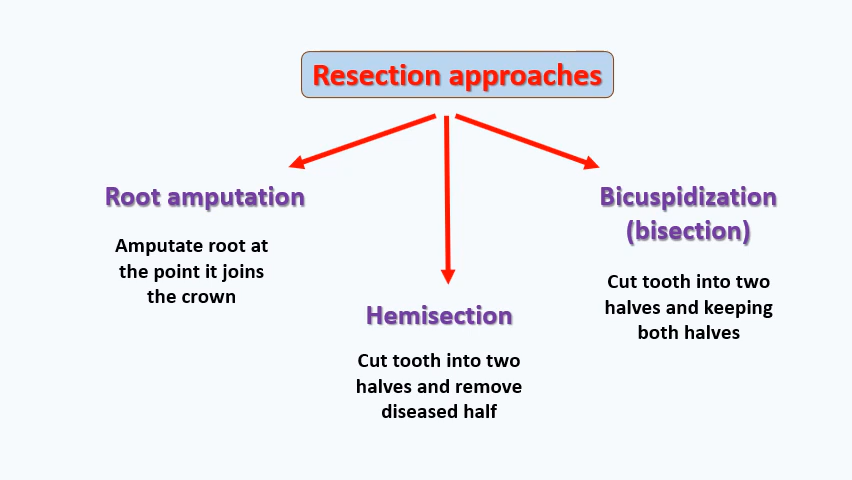 Resection approaches
Root amputation
Amputate root at
the point it joins
the crown
Hemisection
Cut tooth into two
halves and remove
diseased half
Bicuspidization
(bisection)
Cut tooth into two
halves and keeping
both halves